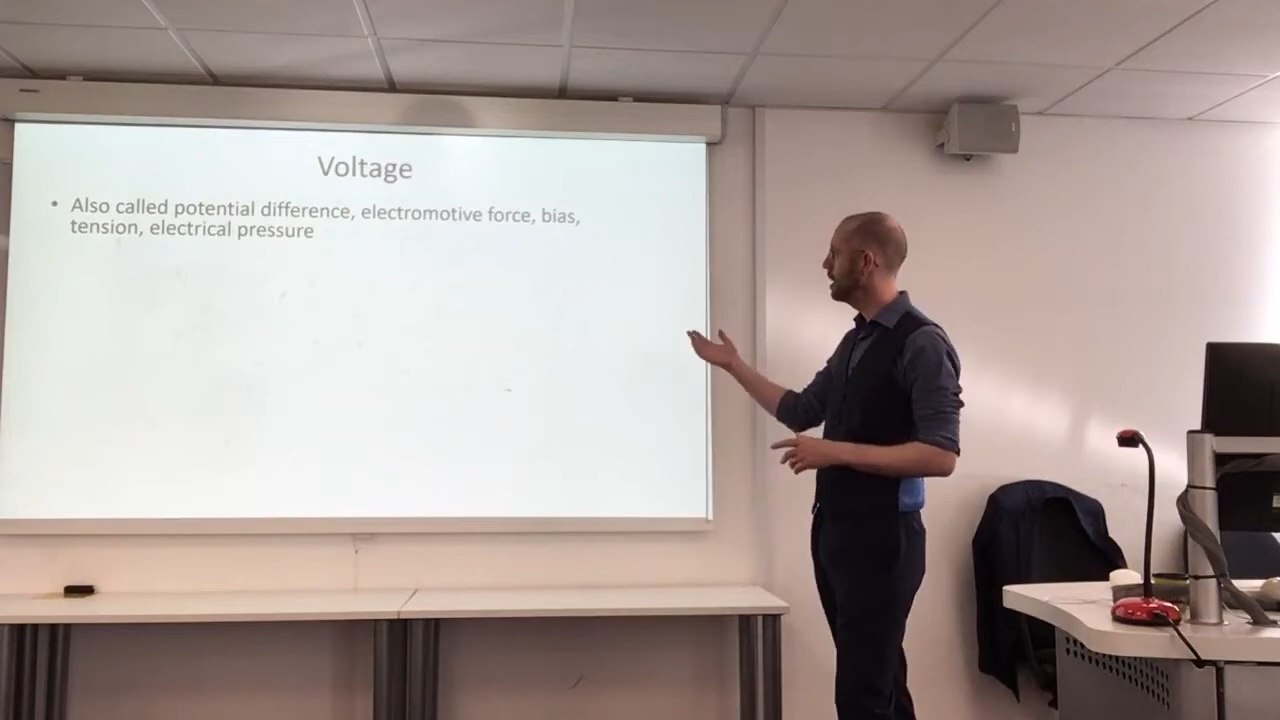 Voltage
• Also called potential difference, electromotive force, bias,
tension, electrical pressure